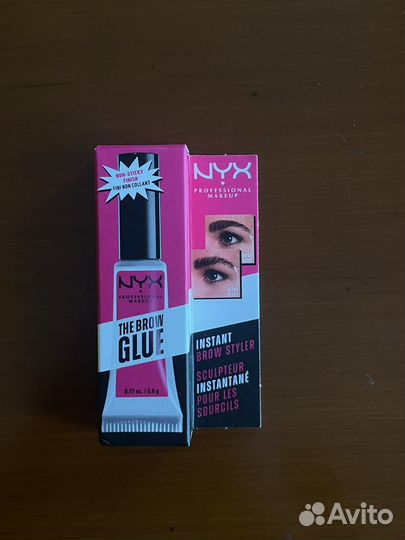 NON-STICKY
FINISH
FINI NON COLLANT
NYX
PROFESSIONAL
MAKEUP
THE BROW
GLUE
0.17 oz. / 5.0 g
NYX
PROFESSIONAL
MAKEUP
AFTER
INSTANT
BROW STYLER
SCULPTEUR
INSTANTANÉ
POUR LES
SOURCILS
Avito